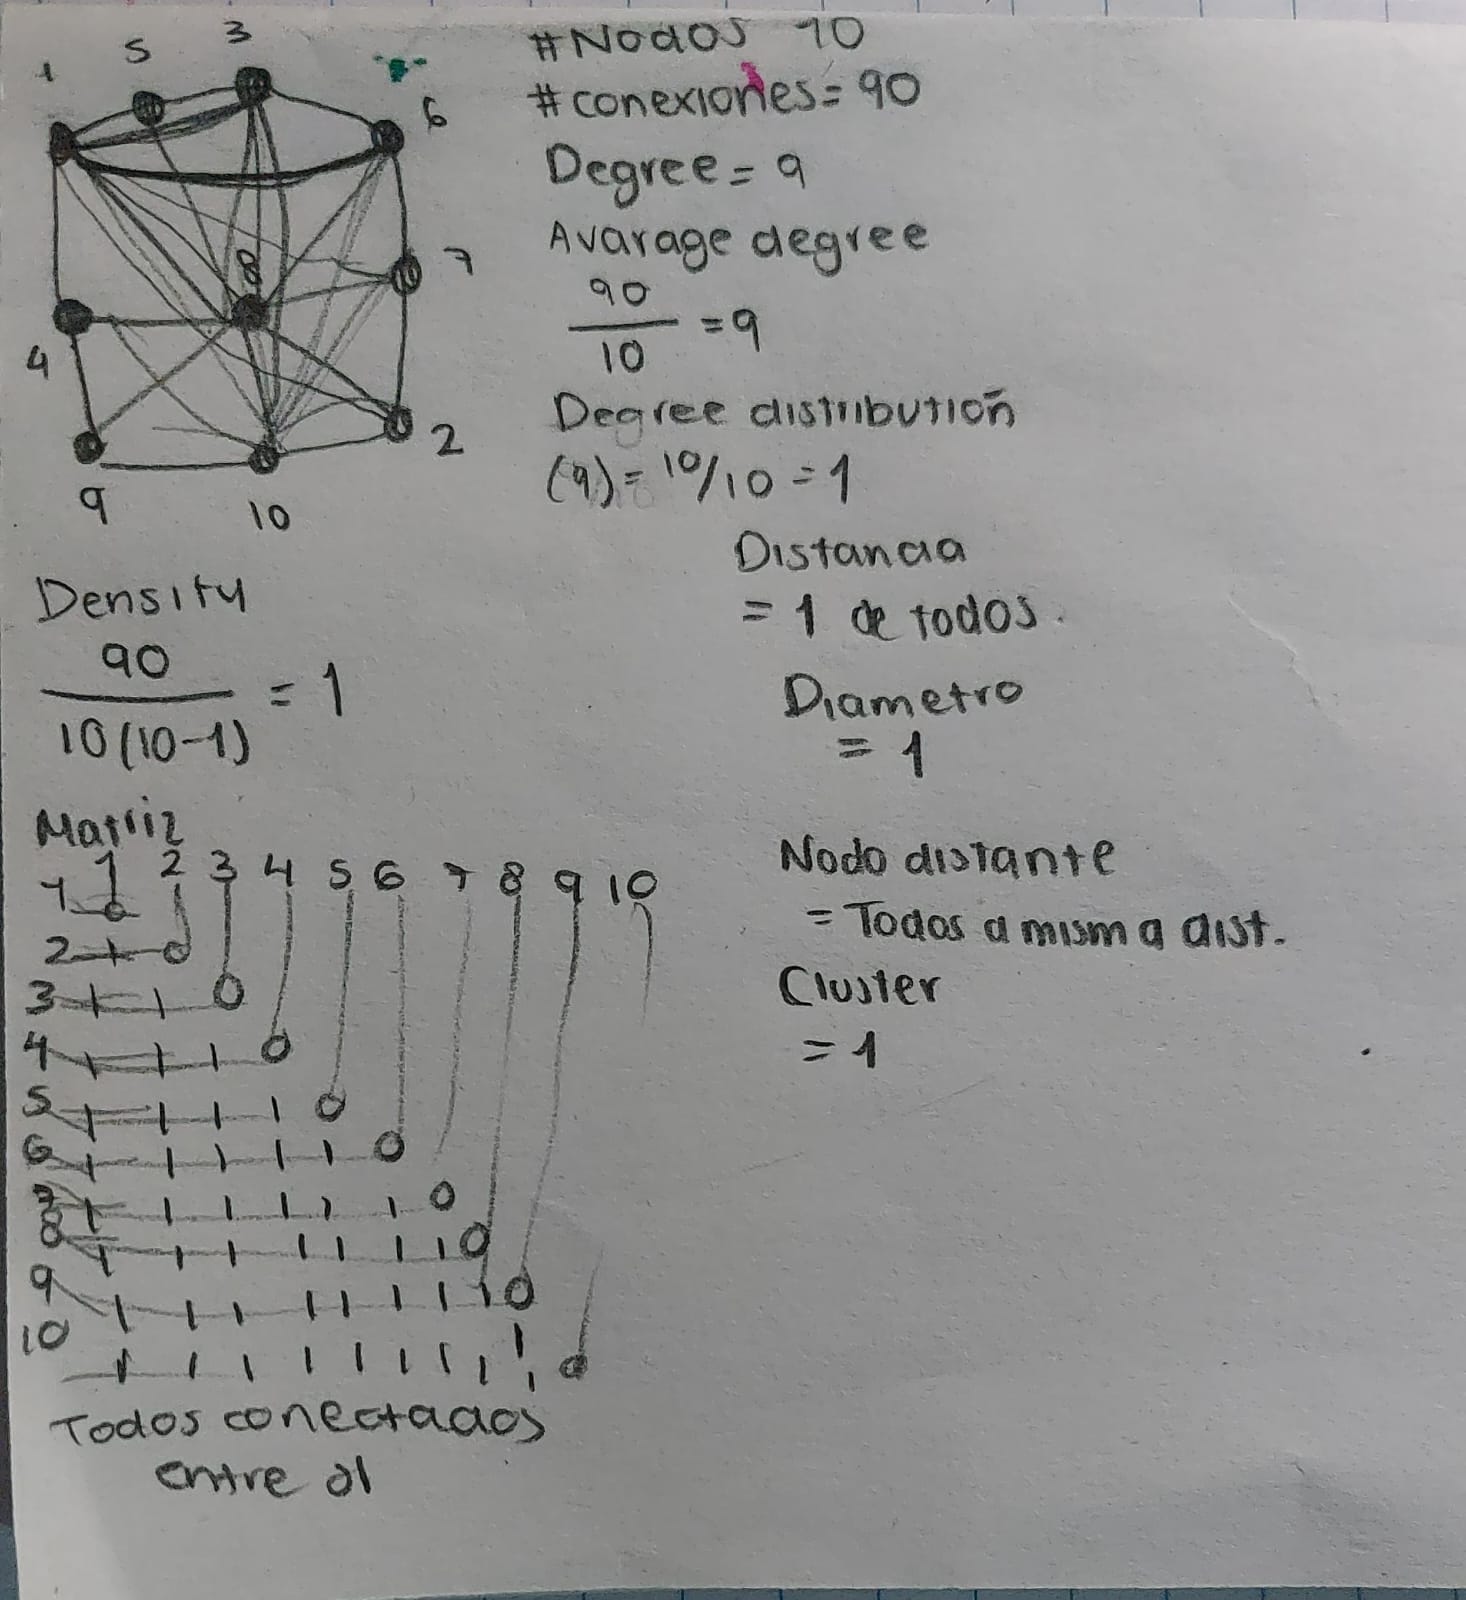 1 5 3
6
8
7
4
2
9
10
#Nodos 10
#conexiones=90
Degree=9
Avarage degree
90
10
=9
Degree distributión
(9)=10/10=1
Distancia
=1 de todos.
Diametro
=1
Density
90
10(10-1)
=1
Nodo distante
=Todos a misma dist.
Cluster
=1
Matriz
1 2 3 4 5 6 7 8 9 10
1 0
2 1 0
3 1 1 0
4 1 1 1 0
5 1 1 1 1 0
6 1 1 1 1 1 0
7 1 1 1 1 1 1 0
8 1 1 1 1 1 1 1 0
9 1 1 1 1 1 1 1 1 0
10 1 1 1 1 1 1 1 1 1 0
Todos conectados
entre sí